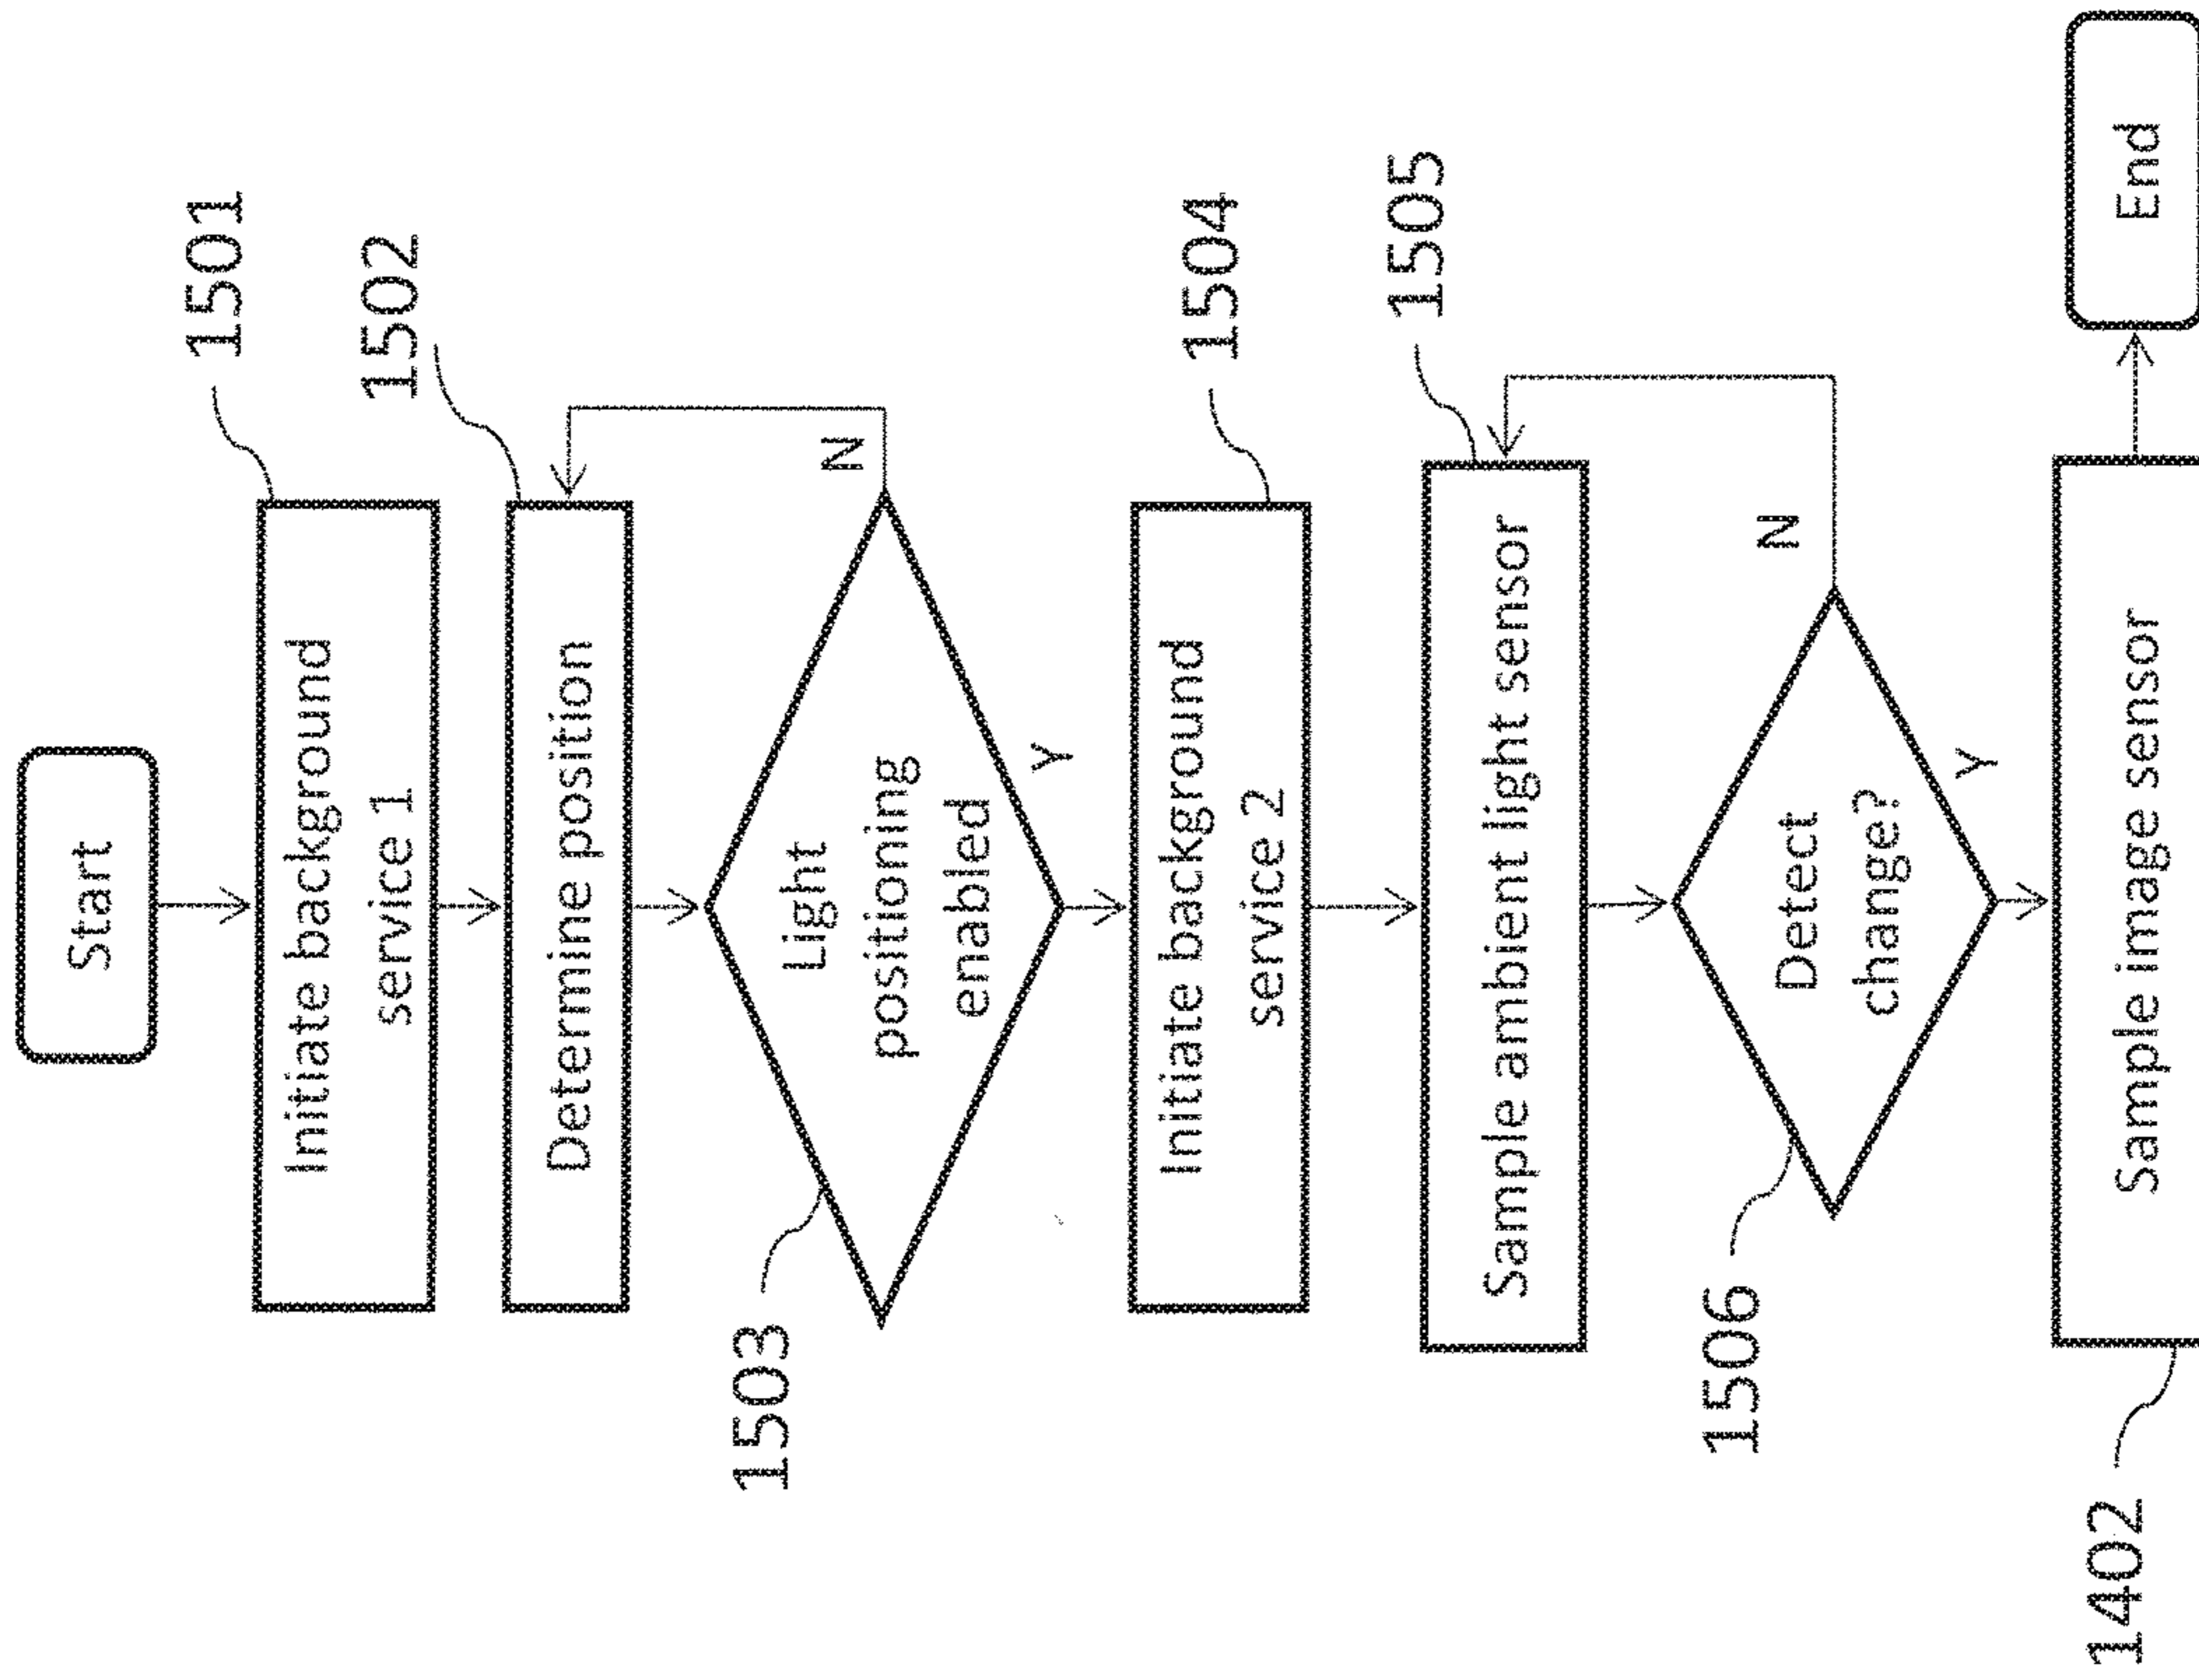 Start
1501
Initiate background
service 1
1502
Determine position
1503
Light
positioning
enabled
N
Y
1504
Initiate background
service 2
1505
Sample ambient light sensor
1506
Detect
change?
N
Y
1402
Sample image sensor
End